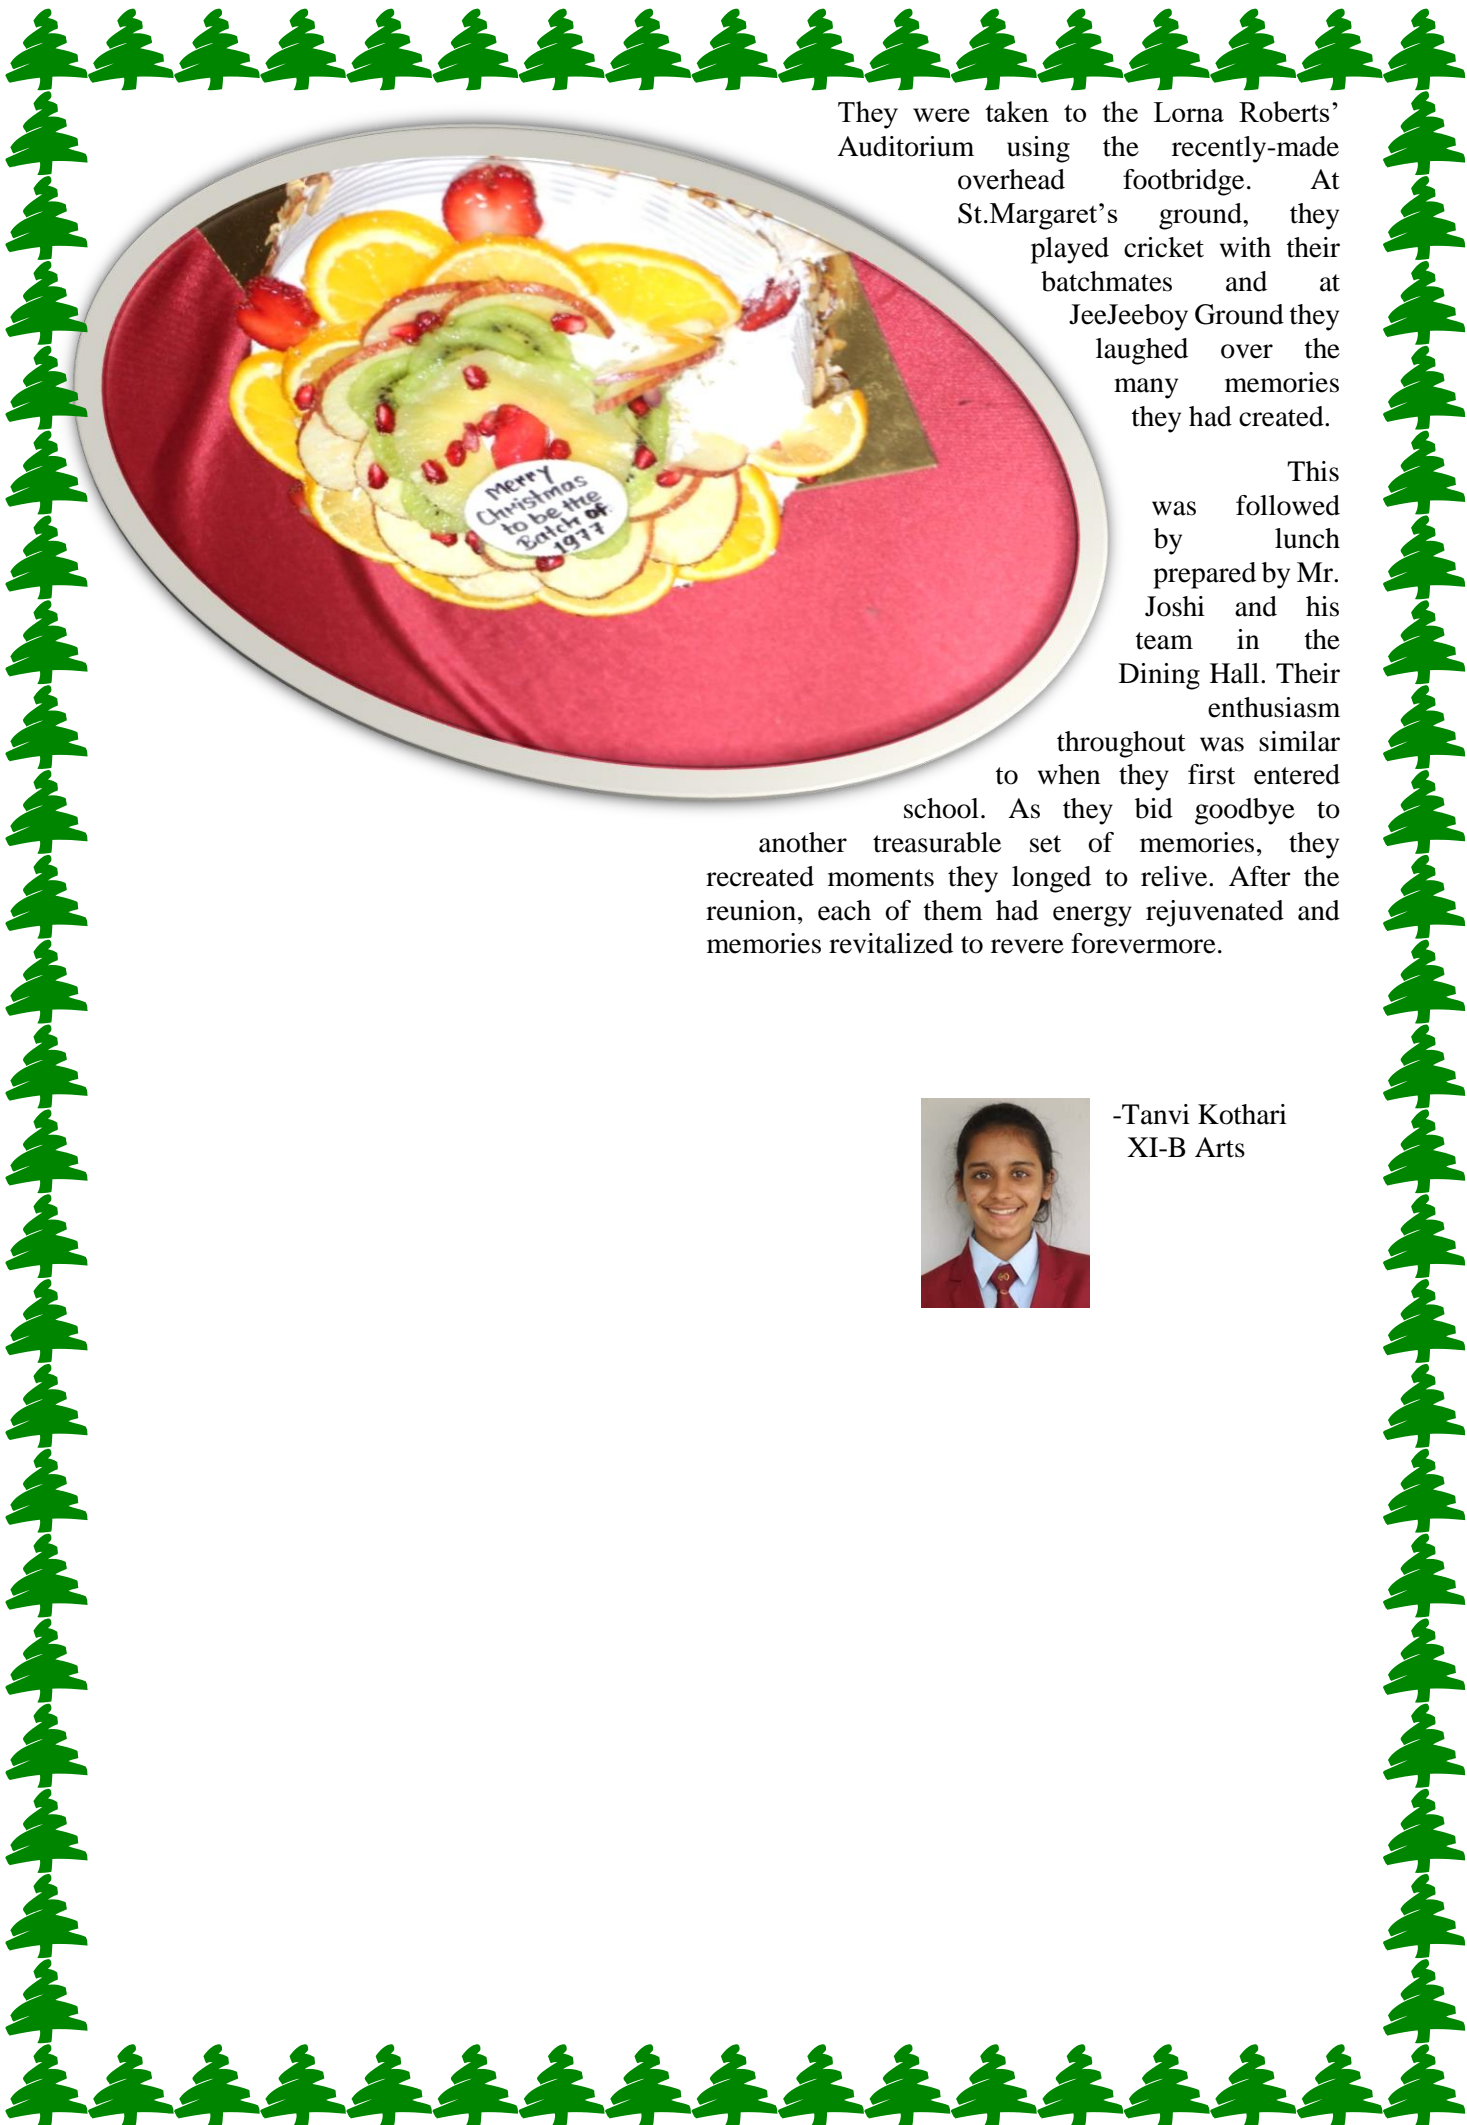 They were taken to the Lorna Roberts’
Auditorium using the recently-made
overhead footbridge. At
St.Margaret’s ground, they
played cricket with their
batchmates and at
JeeJeeboy Ground they
laughed over the
many memories
they had created.
Merry
Christmas
to be the
Batch of
1977
This
was followed
by lunch
prepared by Mr.
Joshi and his
team in the
Dining Hall. Their
enthusiasm
throughout was similar
to when they first entered
school. As they bid goodbye to
another treasurable set of memories, they
recreated moments they longed to relive. After the
reunion, each of them had energy rejuvenated and
memories revitalized to revere forevermore.
-Tanvi Kothari
XI-B Arts